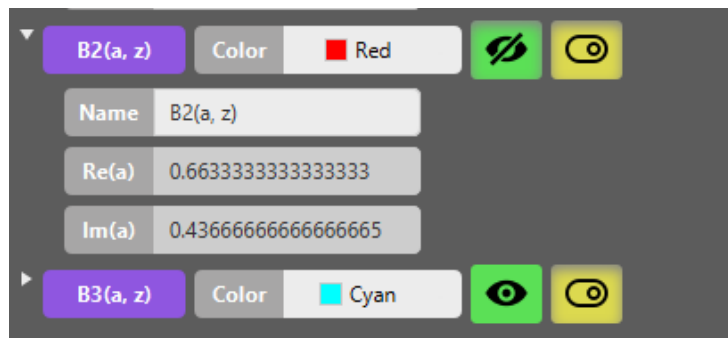 B2(a, z) Color Red
Name B2(a, z)
Re(a) 0.6633333333333333
Im(a) 0.43666666666666665
B3(a, z) Color Cyan